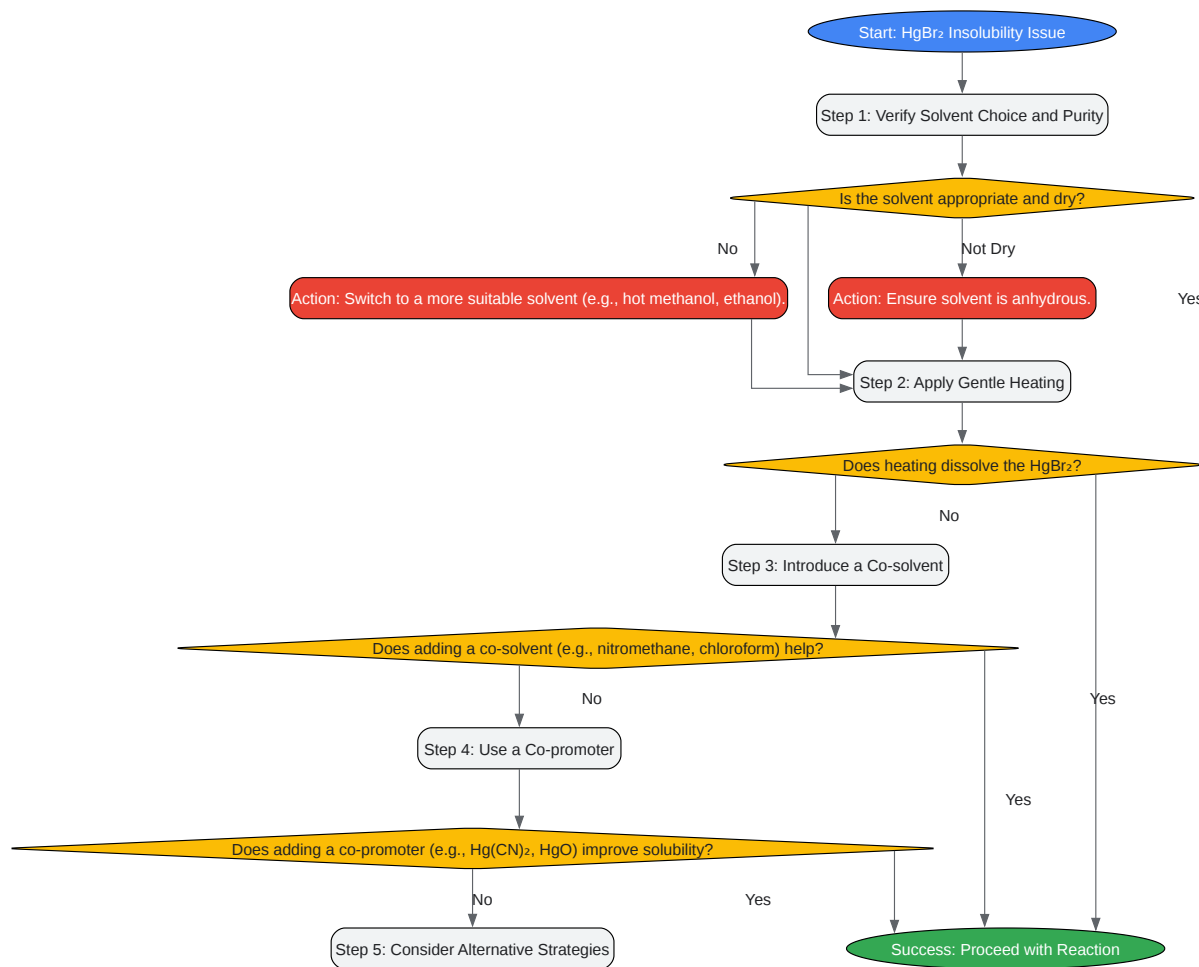 Start: HgBr₂ Insolubility Issue
Step 1: Verify Solvent Choice and Purity
Is the solvent appropriate and dry?
No
Not Dry
Action: Switch to a more suitable solvent (e.g., hot methanol, ethanol).
Action: Ensure solvent is anhydrous.
Yes
Step 2: Apply Gentle Heating
Does heating dissolve the HgBr₂?
No
Step 3: Introduce a Co-solvent
Does adding a co-solvent (e.g., nitromethane, chloroform) help?
No
Yes
Step 4: Use a Co-promoter
Yes
Does adding a co-promoter (e.g., Hg(CN)₂, HgO) improve solubility?
No
Yes
Step 5: Consider Alternative Strategies
Success: Proceed with Reaction